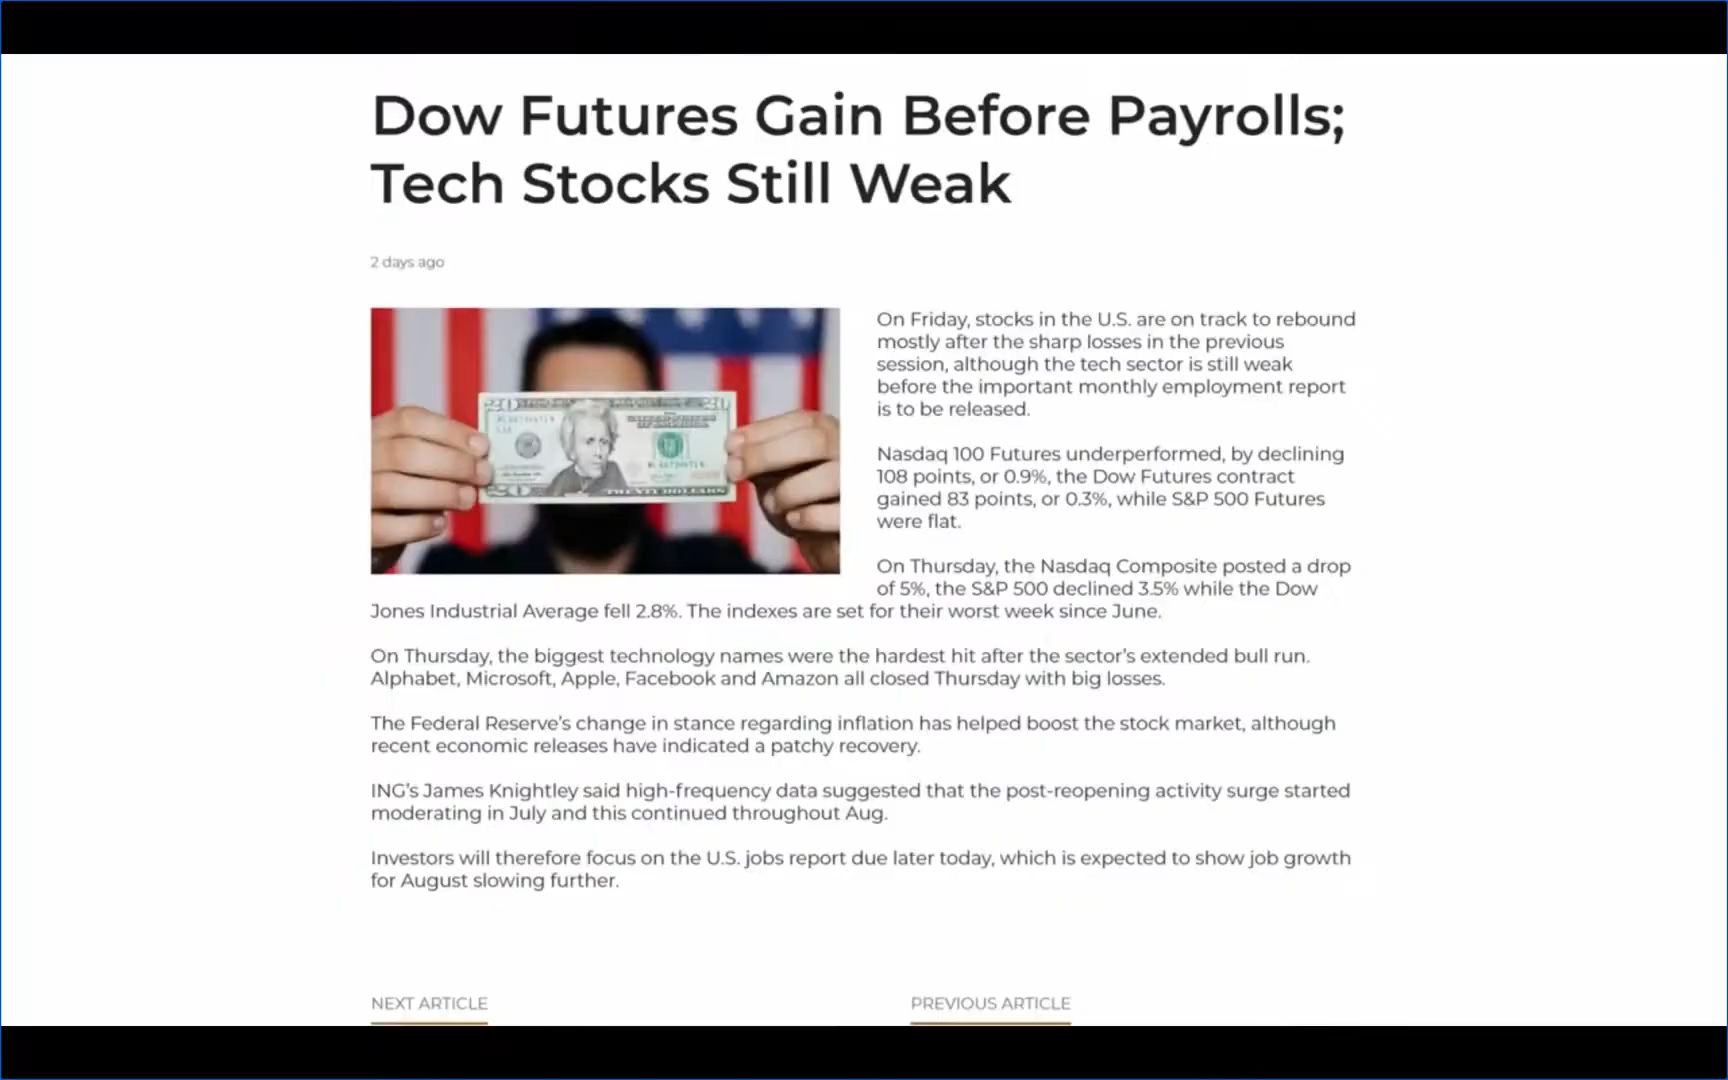 Dow Futures Gain Before Payrolls;
Tech Stocks Still Weak
2 days ago
On Friday, stocks in the U.S. are on track to rebound
mostly after the sharp losses in the previous
session, although the tech sector is still weak
before the important monthly employment report
is to be released.
Nasdaq 100 Futures underperformed, by declining
108 points, or 0.9%, the Dow Futures contract
gained 83 points, or 0.3%, while S&P 500 Futures
were flat.
On Thursday, the Nasdaq Composite posted a drop
of 5%, the S&P 500 declined 3.5% while the Dow
Jones Industrial Average fell 2.8%. The indexes are set for their worst week since June.
On Thursday, the biggest technology names were the hardest hit after the sector’s extended bull run.
Alphabet, Microsoft, Apple, Facebook and Amazon all closed Thursday with big losses.
The Federal Reserve’s change in stance regarding inflation has helped boost the stock market, although
recent economic releases have indicated a patchy recovery.
ING’s James Knightley said high-frequency data suggested that the post-reopening activity surge started
moderating in July and this continued throughout Aug.
Investors will therefore focus on the U.S. jobs report due later today, which is expected to show job growth
for August slowing further.
TWENTY DOLLARS
NEXT ARTICLE
PREVIOUS ARTICLE